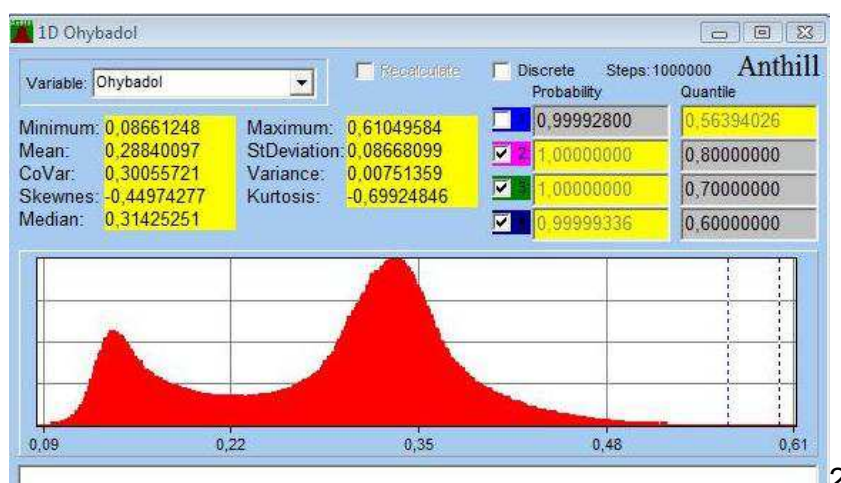 1D Ohybadol
Variable: Ohybadol
Recalculate
Discrete Steps: 1000000 Anthill
Probability Quantile
0,99992800 0,56394026
2 1,00000000 0,80000000
3 1,00000000 0,70000000
0,99999336 0,60000000
Minimum: 0,08661248 Maximum: 0,61049584
Mean: 0,28840097 StDeviation: 0,08668099
CoVar: 0,30055721 Variance: 0,00751359
Skewnes: -0,44974277 Kurtosis: -0,69924846
Median: 0,31425251
0,09 0,22 0,35 0,48 0,61
2